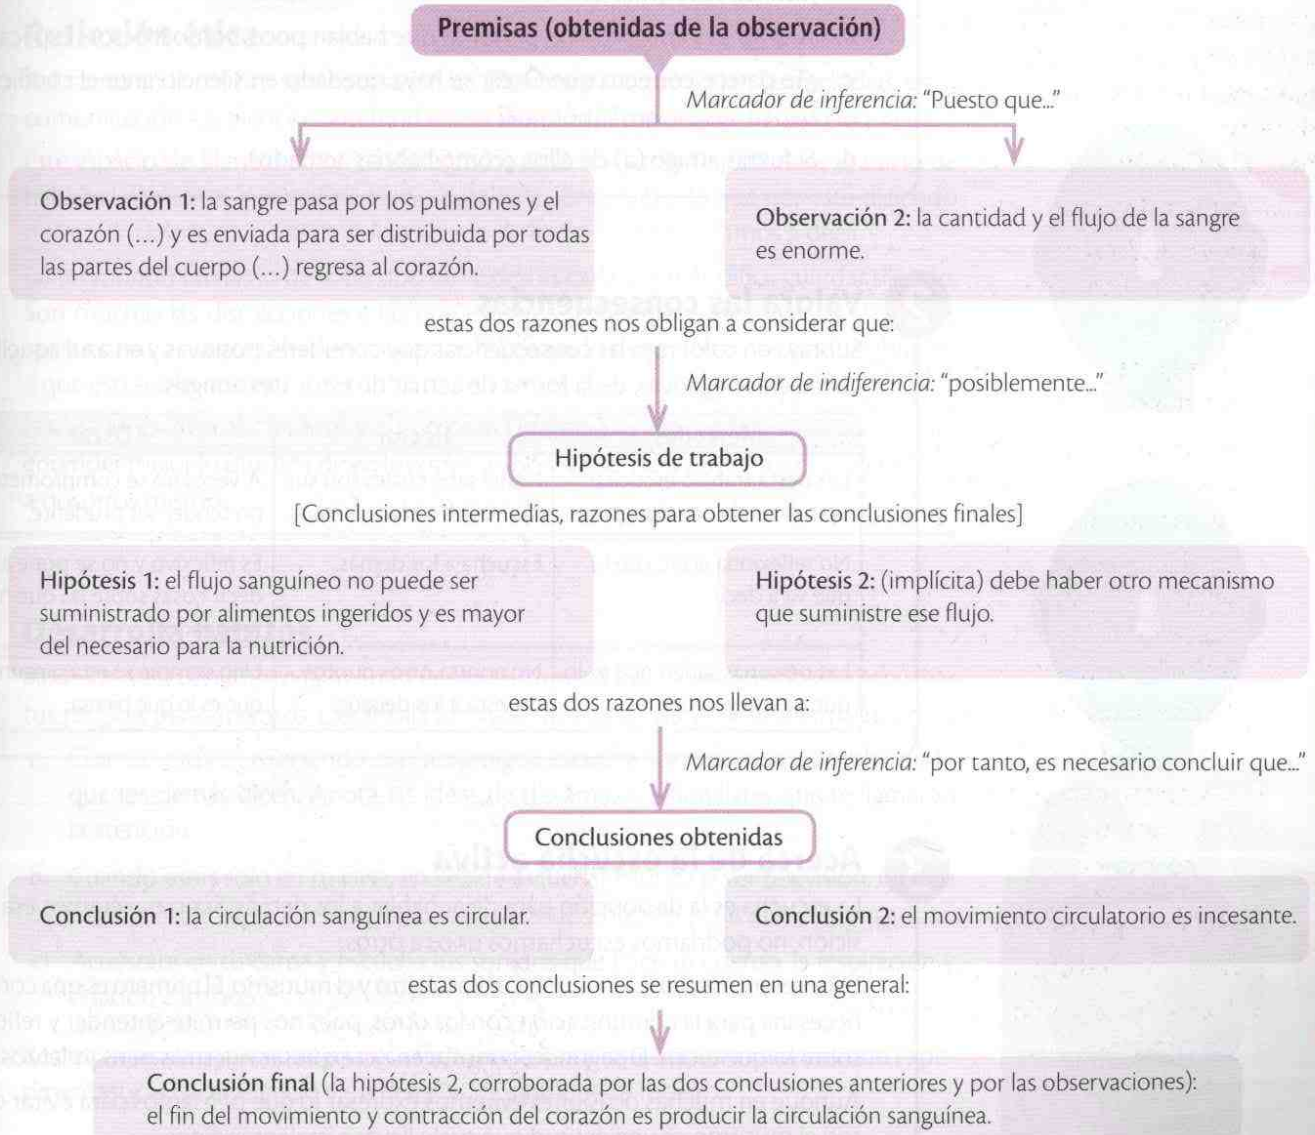 Premisas (obtenidas de la observación)
Marcador de inferencia: “Puesto que...”
Observación 1: la sangre pasa por los pulmones y el
corazón (...) y es enviada para ser distribuida por todas
las partes del cuerpo (...) regresa al corazón.
Observación 2: la cantidad y el flujo de la sangre
es enorme.
estas dos razones nos obligan a considerar que:
Marcador de indiferencia: “posiblemente...”
Hipótesis de trabajo
[Conclusiones intermedias, razones para obtener las conclusiones finales]
Hipótesis 1: el flujo sanguíneo no puede ser
suministrado por alimentos ingeridos y es mayor
del necesario para la nutrición.
Hipótesis 2: (implícita) debe haber otro mecanismo
que suministre ese flujo.
estas dos razones nos llevan a:
Marcador de inferencia: “por tanto, es necesario concluir que...”
Conclusiones obtenidas
Conclusión 1: la circulación sanguínea es circular.
Conclusión 2: el movimiento circulatorio es incesante.
estas dos conclusiones se resumen en una general:
Conclusión final (la hipótesis 2, corroborada por las dos conclusiones anteriores y por las observaciones):
el fin del movimiento y contracción del corazón es producir la circulación sanguínea.